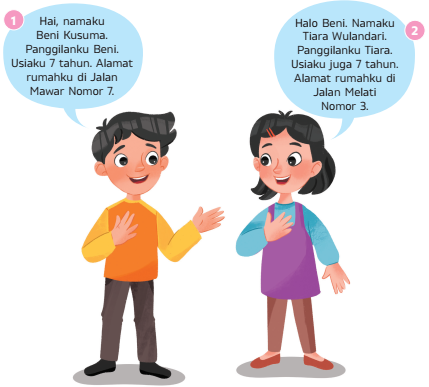 1
Hai, namaku
Beni Kusuma.
Panggilanku Beni.
Usiaku 7 tahun. Alamat
rumahku di Jalan
Mawar Nomor 7.
2
Halo Beni. Namaku
Tiara Wulandari.
Panggilanku Tiara.
Usiaku juga 7 tahun.
Alamat rumahku di
Jalan Melati
Nomor 3.